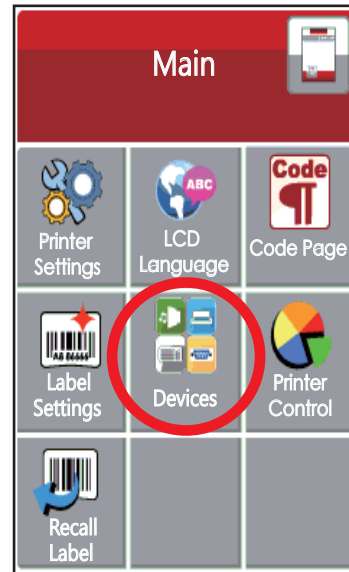 Main
ABC
Code
Printer
Settings
LCD
Language
Code Page
Label
Settings
Devices
Printer
Control
Recall
Label